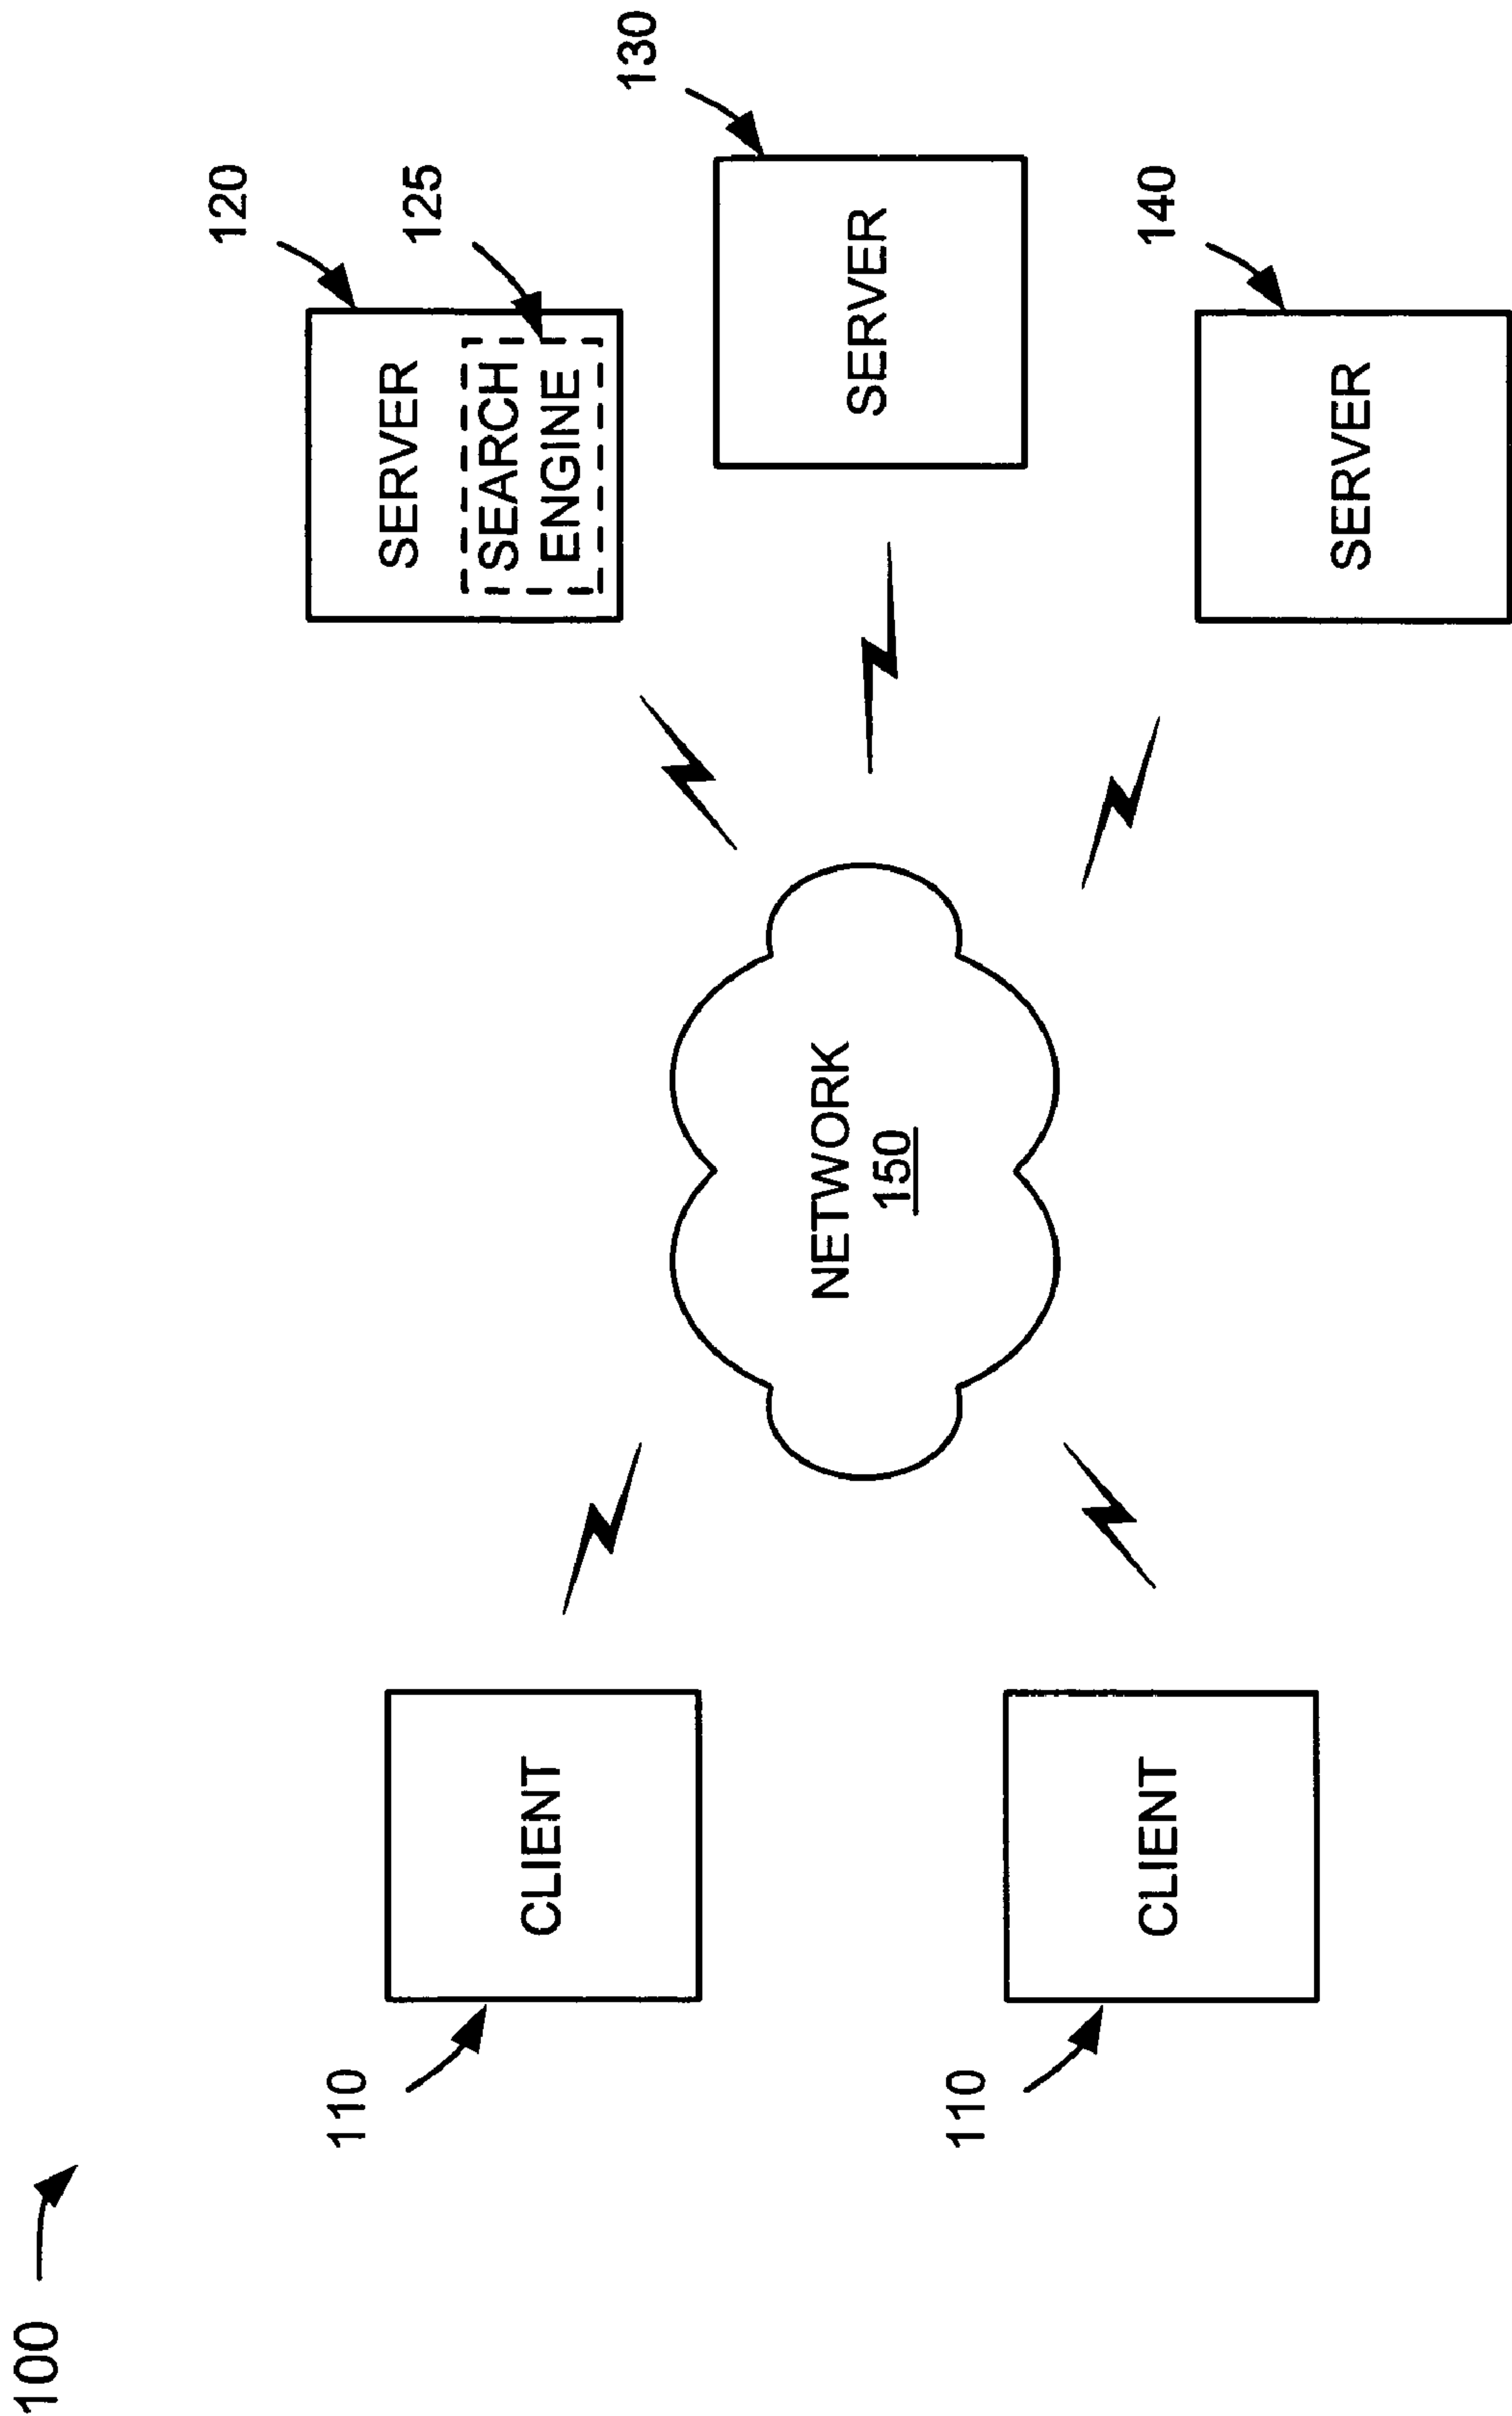 100
110
CLIENT
110
CLIENT
NETWORK
150
120
SERVER
125
SEARCH
ENGINE
130
SERVER
140
SERVER